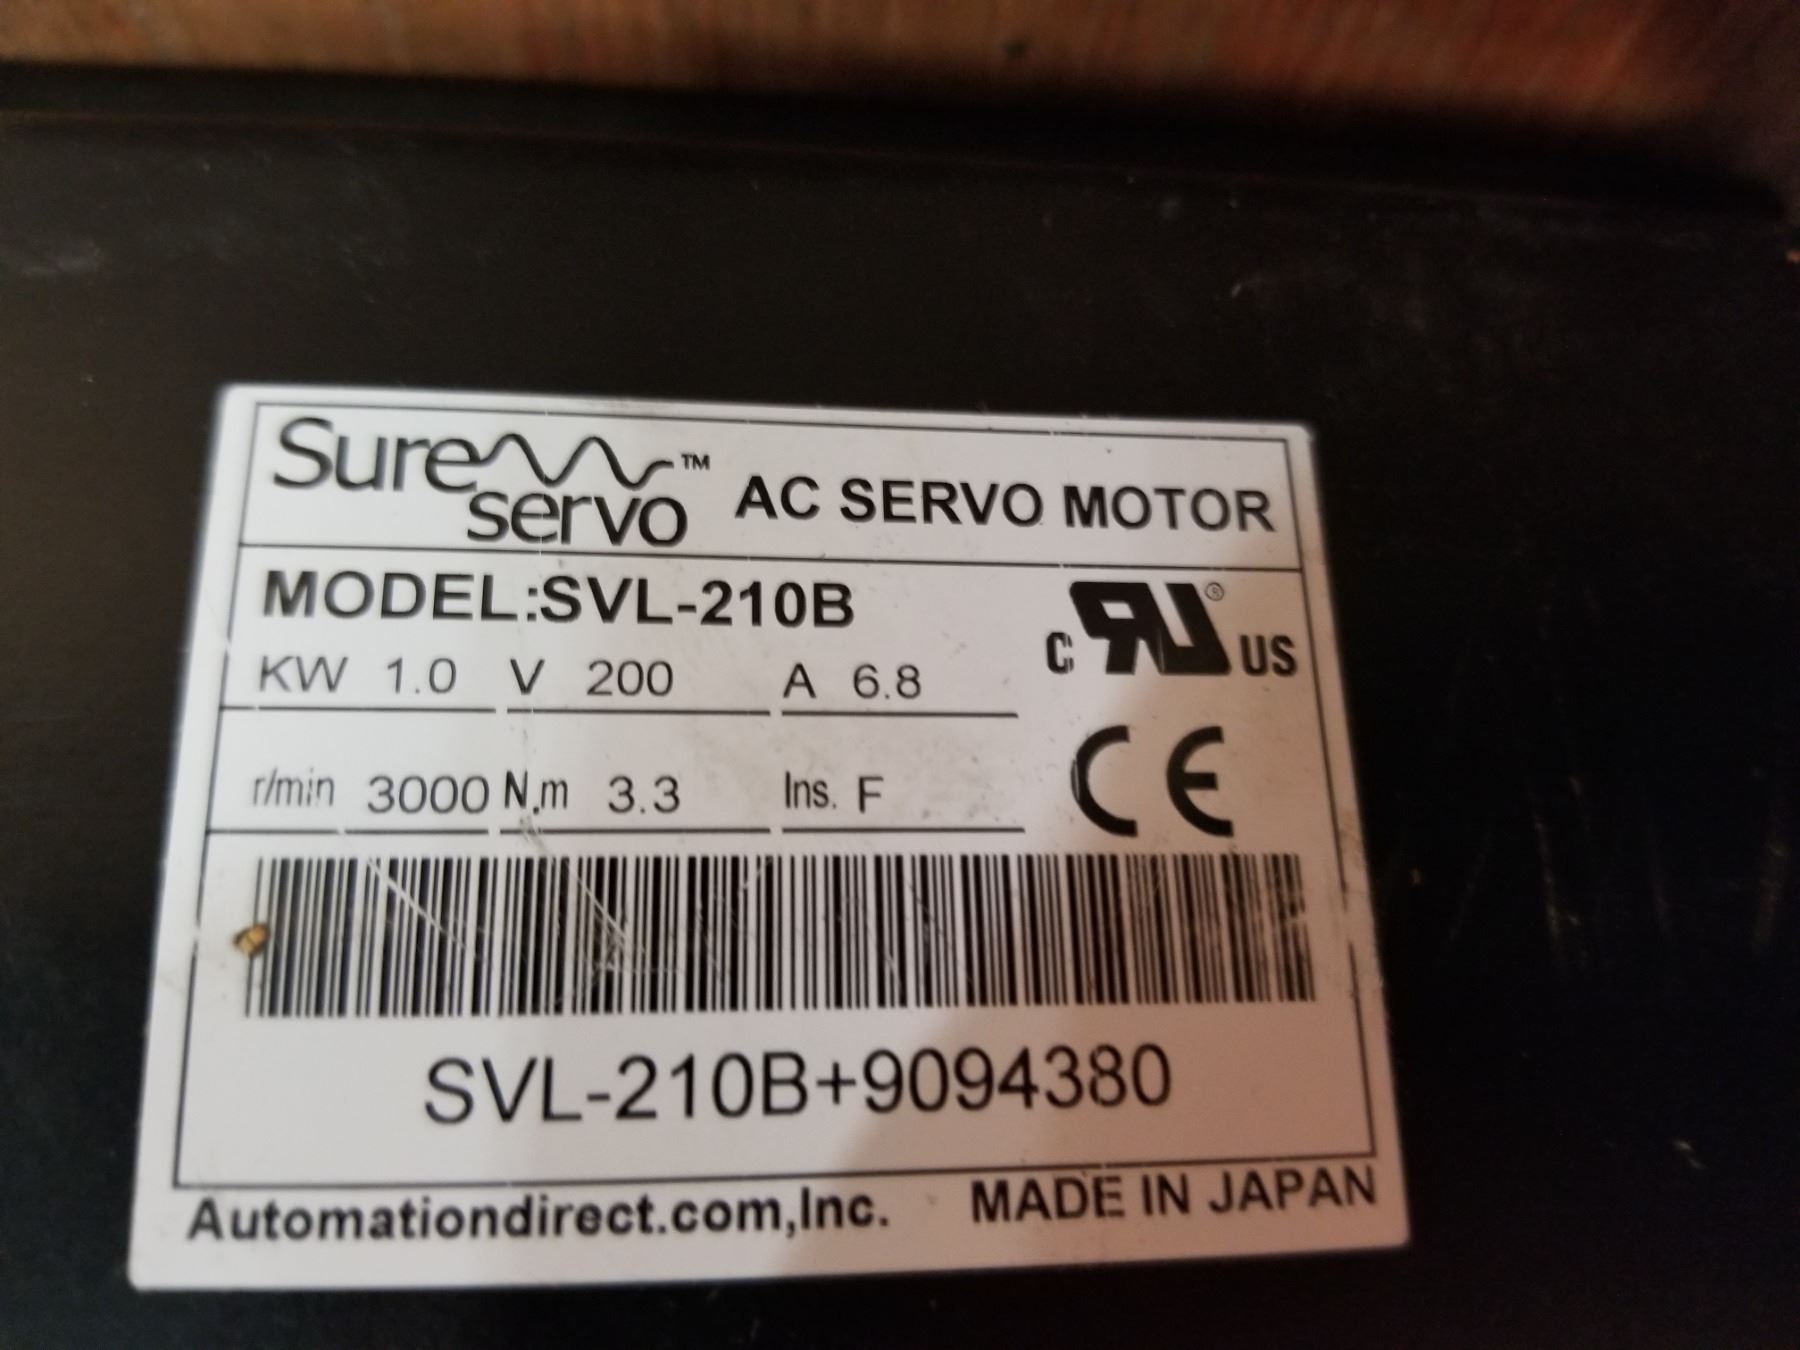 Sure servo™ AC SERVO MOTOR
MODEL:SVL-210B
KW 1.0 V 200 A 6.8
c RU® US
r/min 3000 N.m 3.3 Ins. F
CE
SVL-210B+9094380
Automationdirect.com,Inc. MADE IN JAPAN